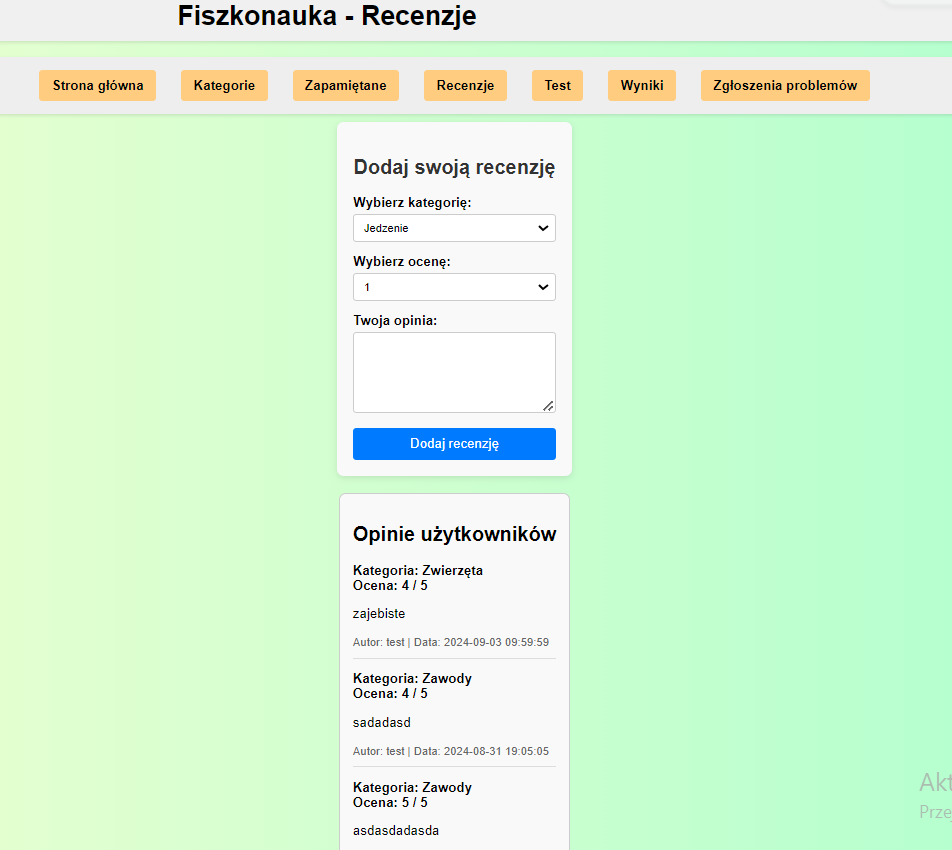 Fiszkonauka - Recenzje
Strona główna Kategorie Zapamiętane Recenzje Test Wyniki Zgłoszenia problemów
Dodaj swoją recenzję
Wybierz kategorię:
Jedzenie
Wybierz ocenę:
1
Twoja opinia:
Dodaj recenzję
Opinie użytkowników
Kategoria: Zwierzęta
Ocena: 4 / 5
zajebiste
Autor: test | Data: 2024-09-03 09:59:59
Kategoria: Zawody
Ocena: 4 / 5
sadadasd
Autor: test | Data: 2024-08-31 19:05:05
Kategoria: Zawody
Ocena: 5 / 5
asdasdadasda
Akt
Prze